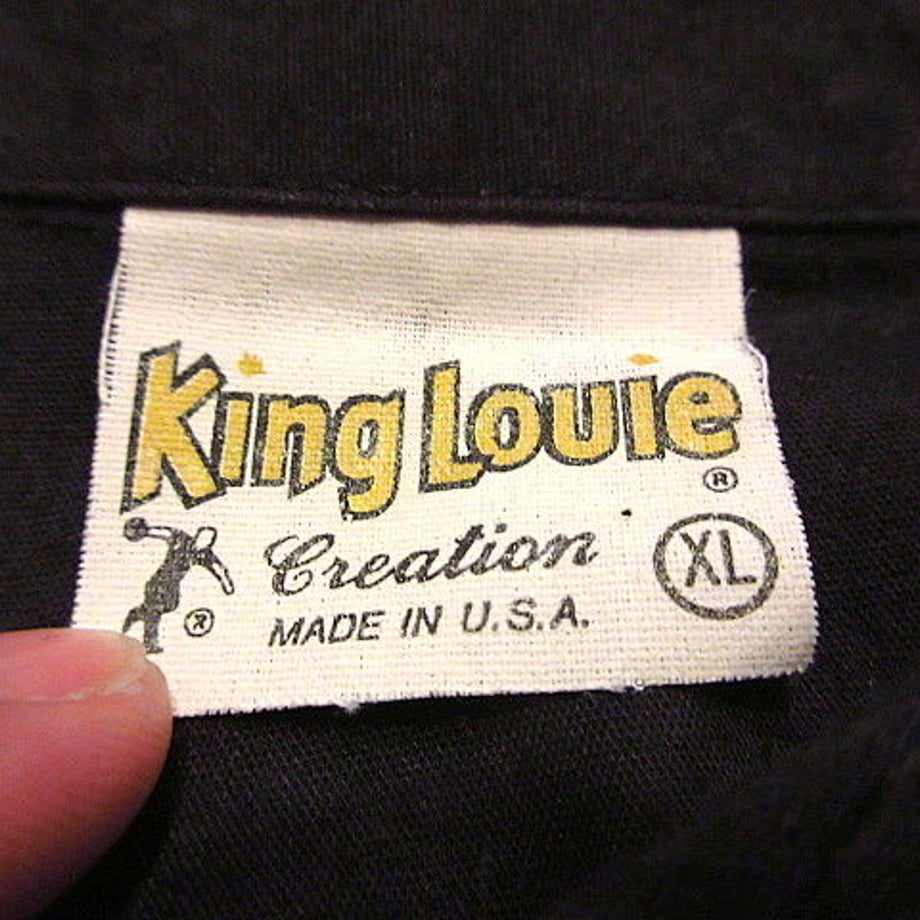 King Louie ®
Creation
XL
® MADE IN U.S.A.